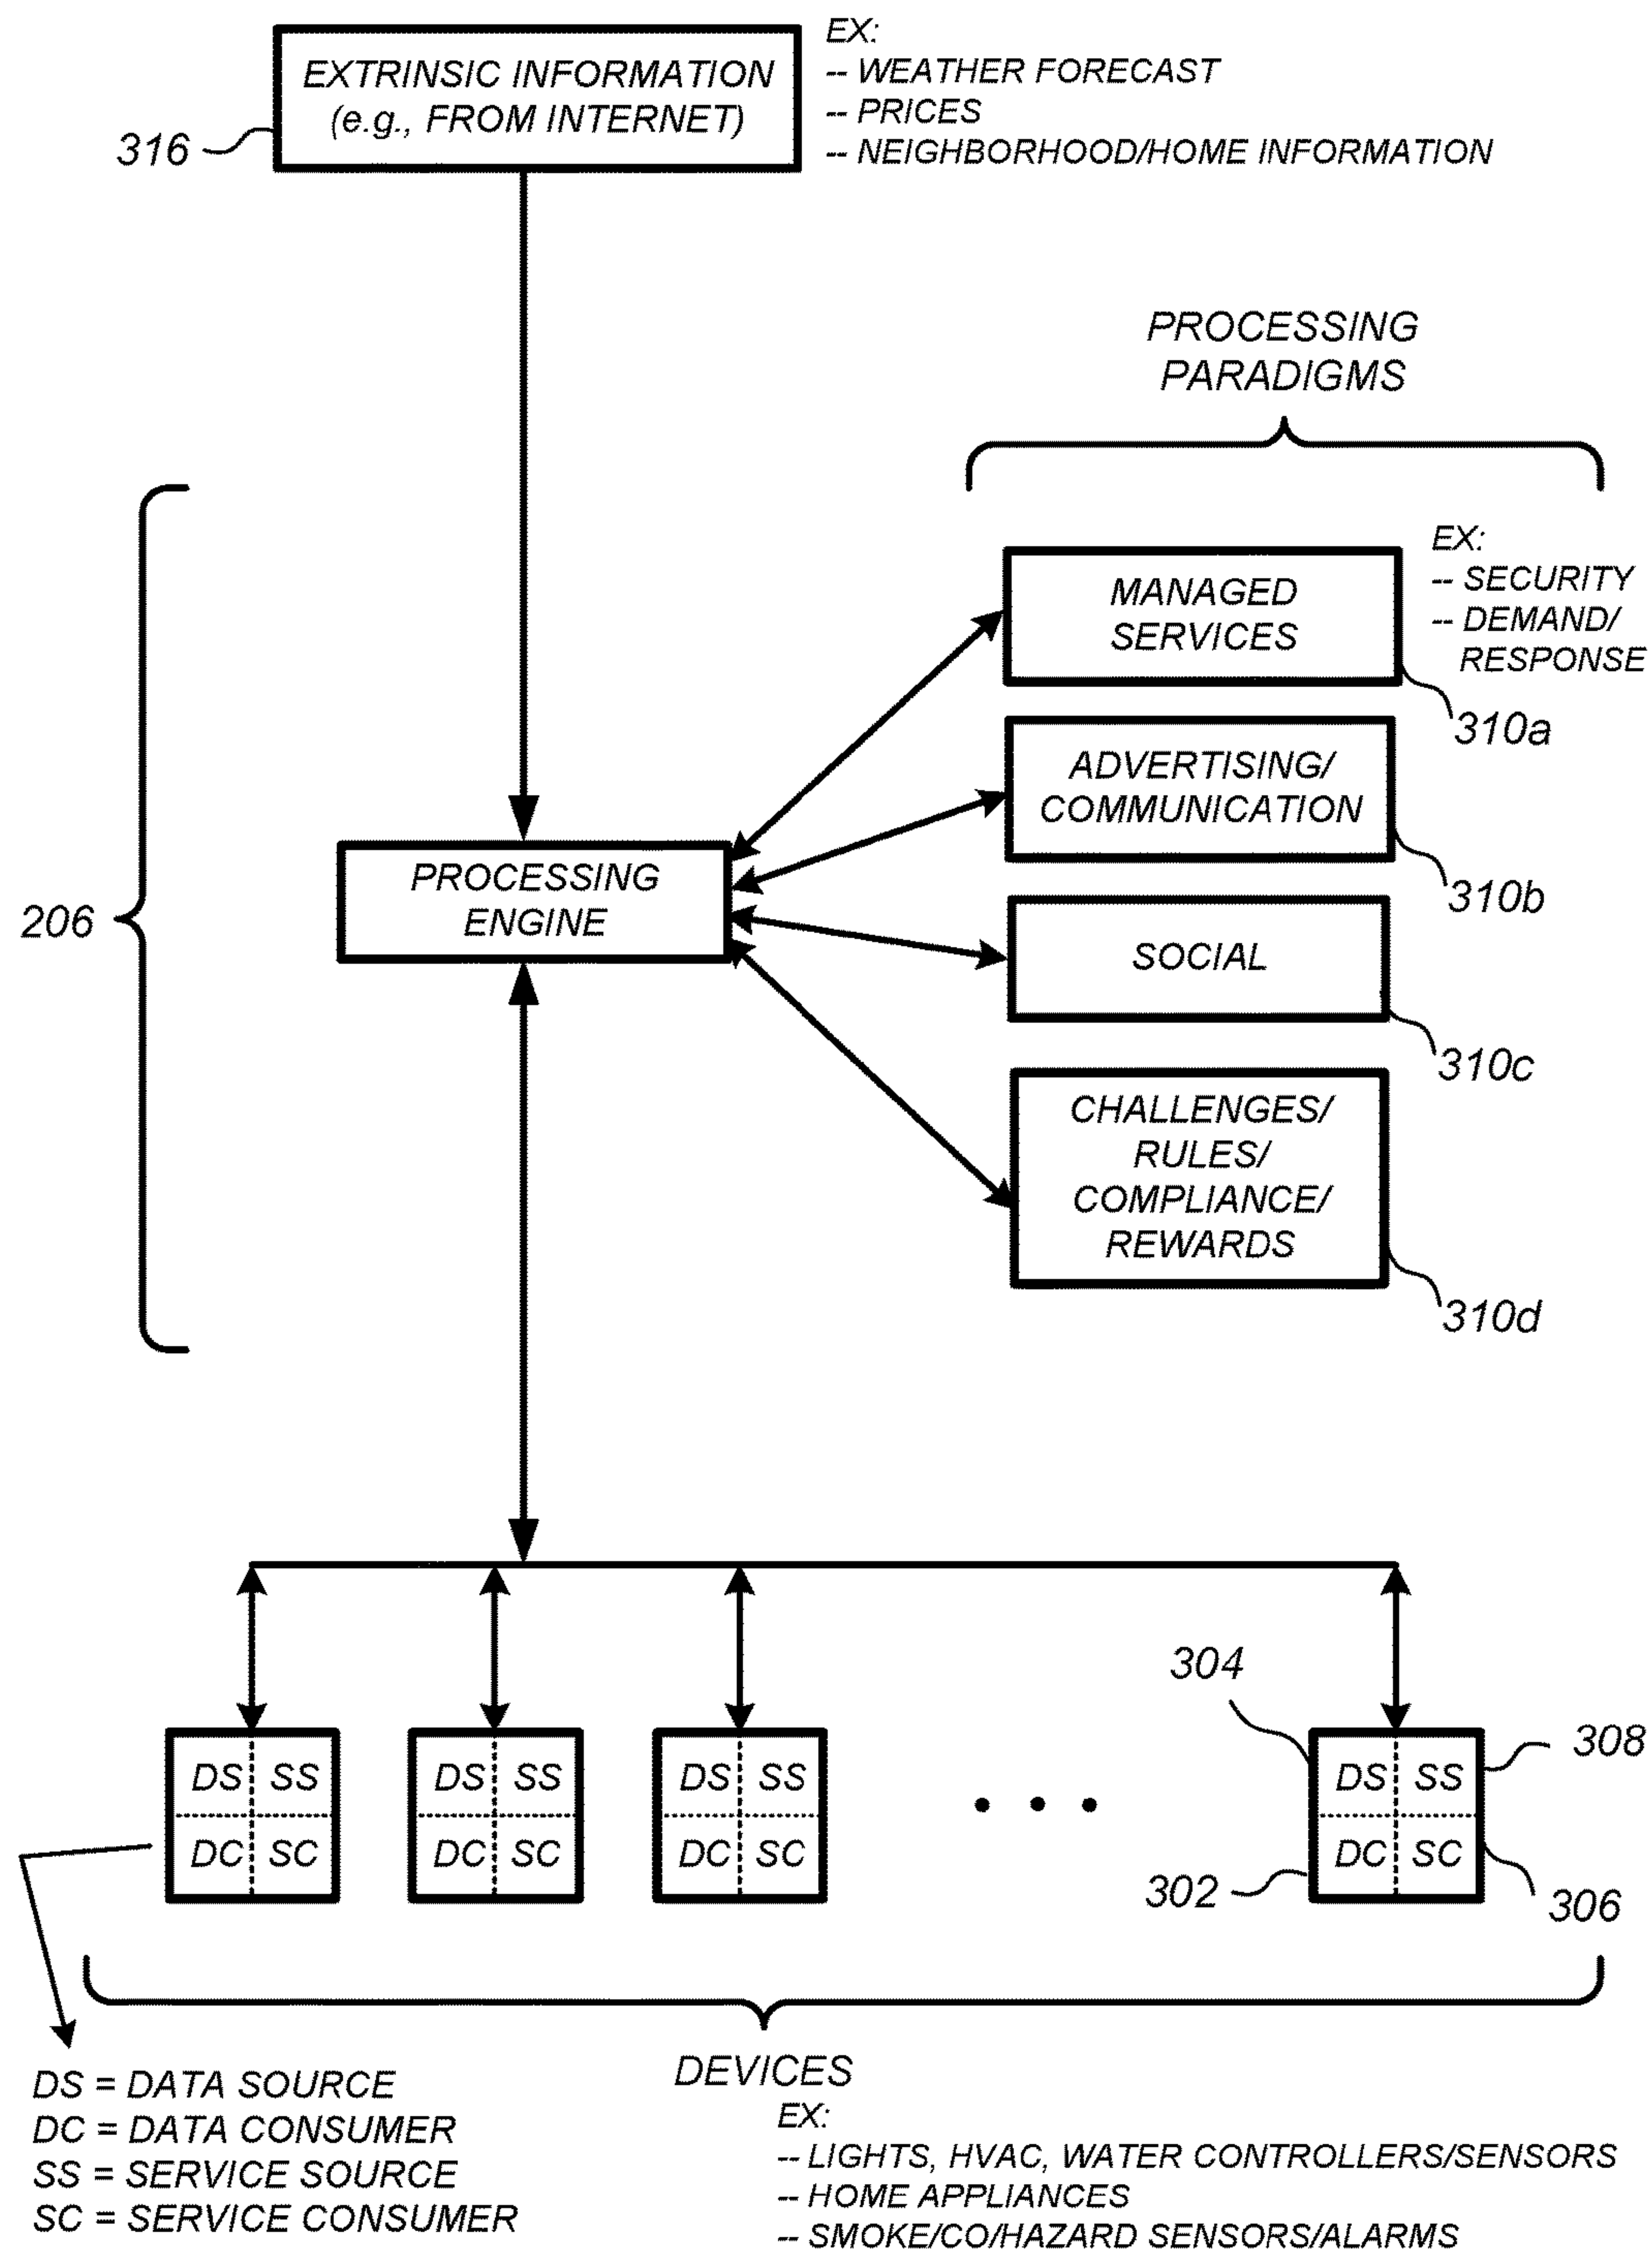 EXTRINSIC INFORMATION
(e.g., FROM INTERNET)
316
EX:
-- WEATHER FORECAST
-- PRICES
-- NEIGHBORHOOD/HOME INFORMATION
PROCESSING
PARADIGMS
MANAGED
SERVICES
EX:
-- SECURITY
-- DEMAND/
RESPONSE
310a
ADVERTISING/
COMMUNICATION
310b
PROCESSING
ENGINE
206
SOCIAL
310c
CHALLENGES/
RULES/
COMPLIANCE/
REWARDS
310d
304
308
DS SS
DC SC
DS SS
DC SC
DS SS
DC SC
DS SS
DC SC
302
306
DEVICES
EX:
-- LIGHTS, HVAC, WATER CONTROLLERS/SENSORS
-- HOME APPLIANCES
-- SMOKE/CO/HAZARD SENSORS/ALARMS
DS = DATA SOURCE
DC = DATA CONSUMER
SS = SERVICE SOURCE
SC = SERVICE CONSUMER